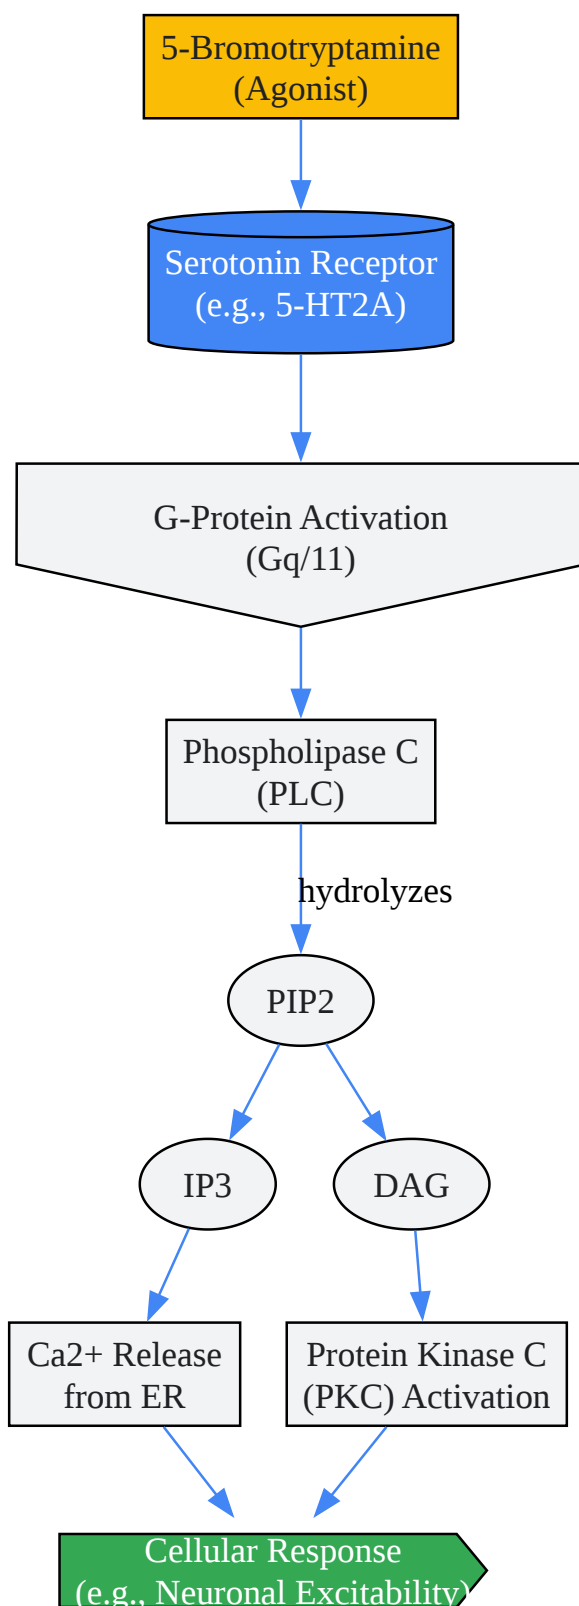 5-Bromotryptamine
(Agonist)
Serotonin Receptor
(e.g., 5-HT2A)
G-Protein Activation
(Gq/11)
Phospholipase C
(PLC)
hydrolyzes
PIP2
IP3
DAG
Ca2+ Release
from ER
Protein Kinase C
(PKC) Activation
Cellular Response
(e.g., Neuronal Excitability)